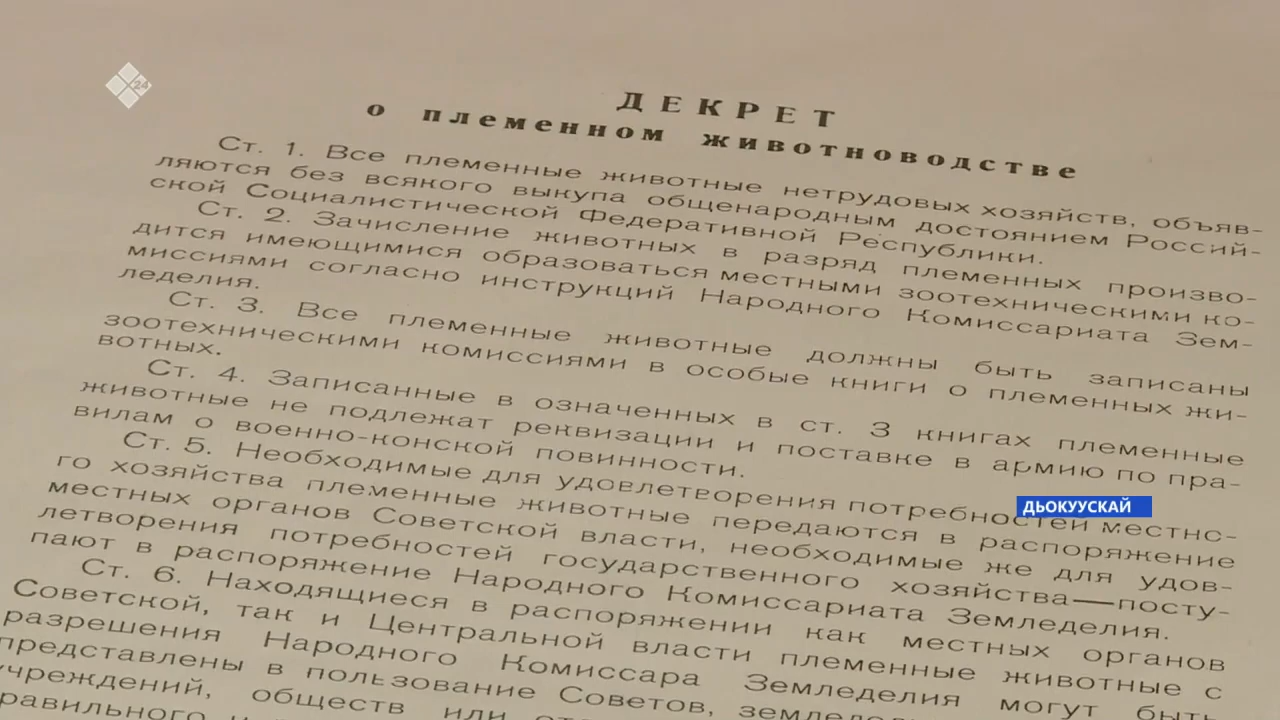 24
ДЕКРЕТ
о племенном животноводстве
Ст. 1. Все племенные животные нетрудовых хозяйств, объяв-
ляются без всякого выкупа общенародным достоянием Россий-
ской Социалистической Федеративной Республики.
Ст. 2. Зачисление животных в разряд племенных произво-
дится имеющимися образоваться местными зоотехническими ко-
миссиями согласно инструкций Народного Комиссариата Зем-
леделия.
Ст. 3. Все племенные животные должны быть записаны
зоотехническими комиссиями в особые книги о племенных жи-
вотных.
Ст. 4. Записанные в означенных в ст. 3 книгах племенные
животные не подлежат реквизации и поставке в армию по пра-
вилам о военно-конской повинности.
Ст. 5. Необходимые для удовлетворения потребностей местно-
го хозяйства племенные животные передаются в распоряжение
местных органов Советской власти, необходимые же для удов-
летворения потребностей государственного хозяйства—посту-
пают в распоряжение Народного Комиссариата Земледелия.
Ст. 6. Находящиеся в распоряжении как местных органов
Советской, так и Центральной власти племенные животные с
разрешения Народного Комиссара Земледелия могут быть
представлены в пользование Советов,
учреждений, обществ или
ДЬОКУУСКАЙ